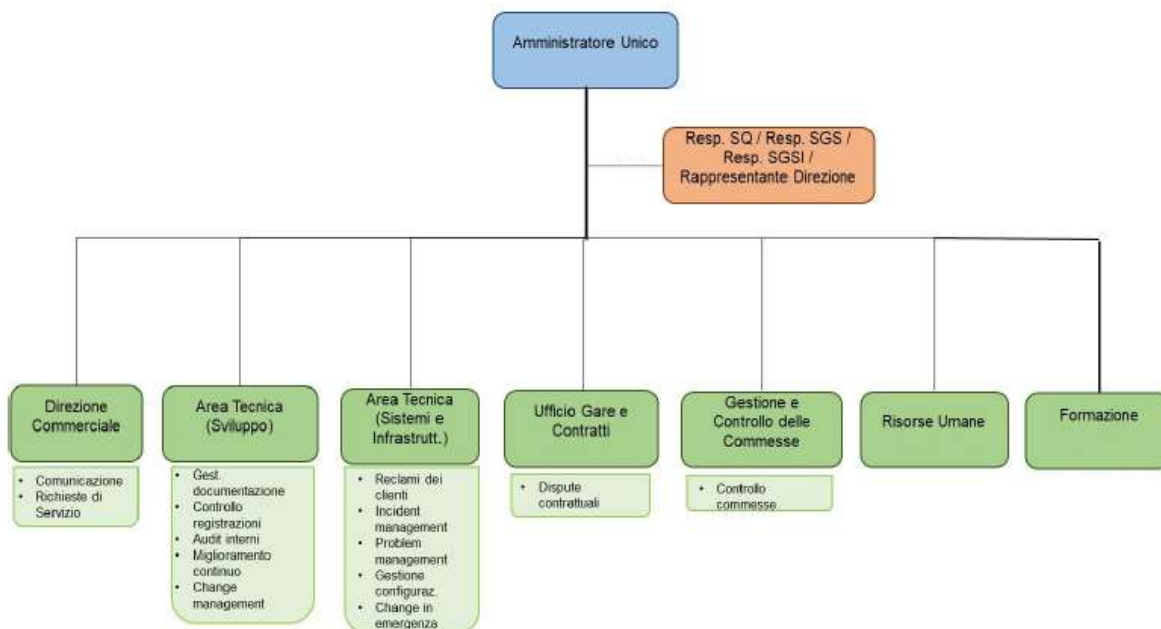 Amministratore Unico
Resp. SQ / Resp. SGS /
Resp. SGSI /
Rappresentante Direzione
Direzione
Commerciale
• Comunicazione
• Richieste di
Servizio
Area Tecnica
(Sviluppo)
• Gest.
documentazione
• Controllo
registrazioni
• Audit interni
• Miglioramento
continuo
• Change
management
Area Tecnica
(Sistemi e
Infrastrutt.)
• Reclami dei
clienti
• Incident
management
• Problem
management
• Gestione
configuraz.
• Change in
emergenza
Ufficio Gare e
Contratti
• Dispute
contrattuali
Gestione e
Controllo delle
Commesse
• Controllo
commesse
Risorse Umane
Formazione